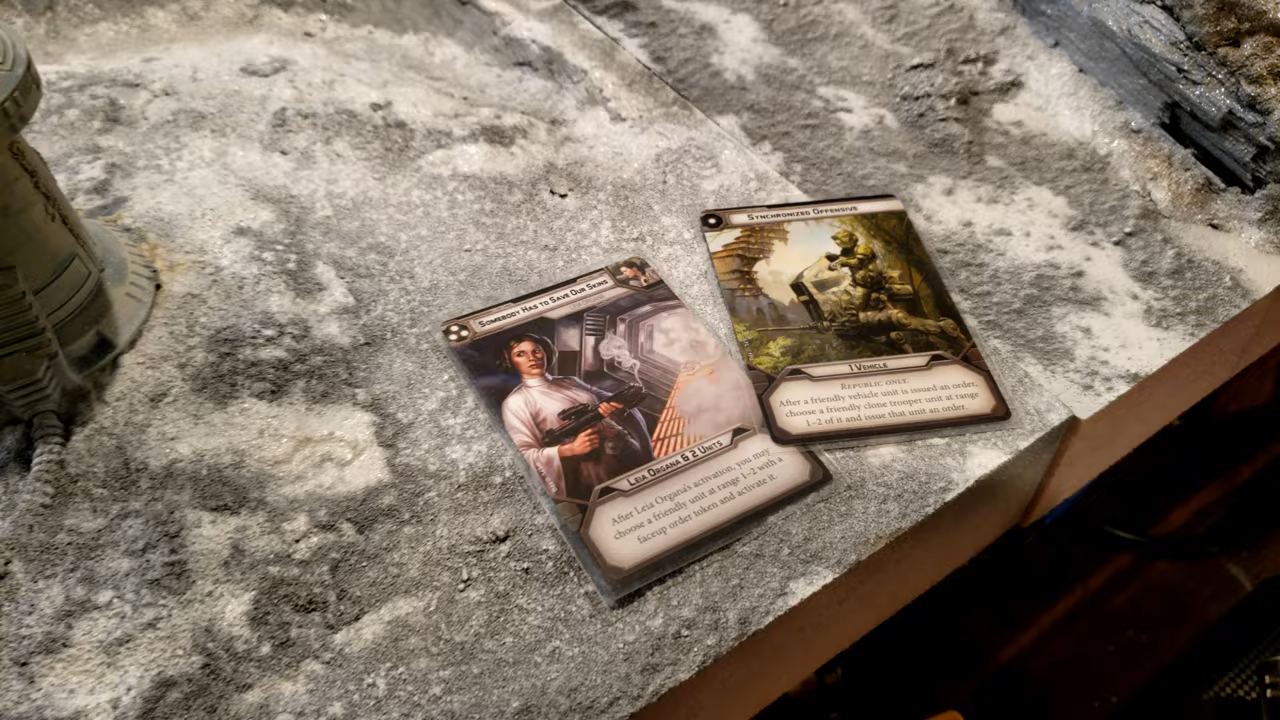 Somebody Has to Save Our Skins
Leia Organa & 2 Units
After Leia Organa's activation, you may
choose a friendly unit at range 1–2 with a
faceup order token and activate it.
Synchronized Offensive
1 Vehicle
Republic only.
After a friendly vehicle unit is issued an order,
choose a friendly clone trooper unit at range
1–2 of it and issue that unit an order.